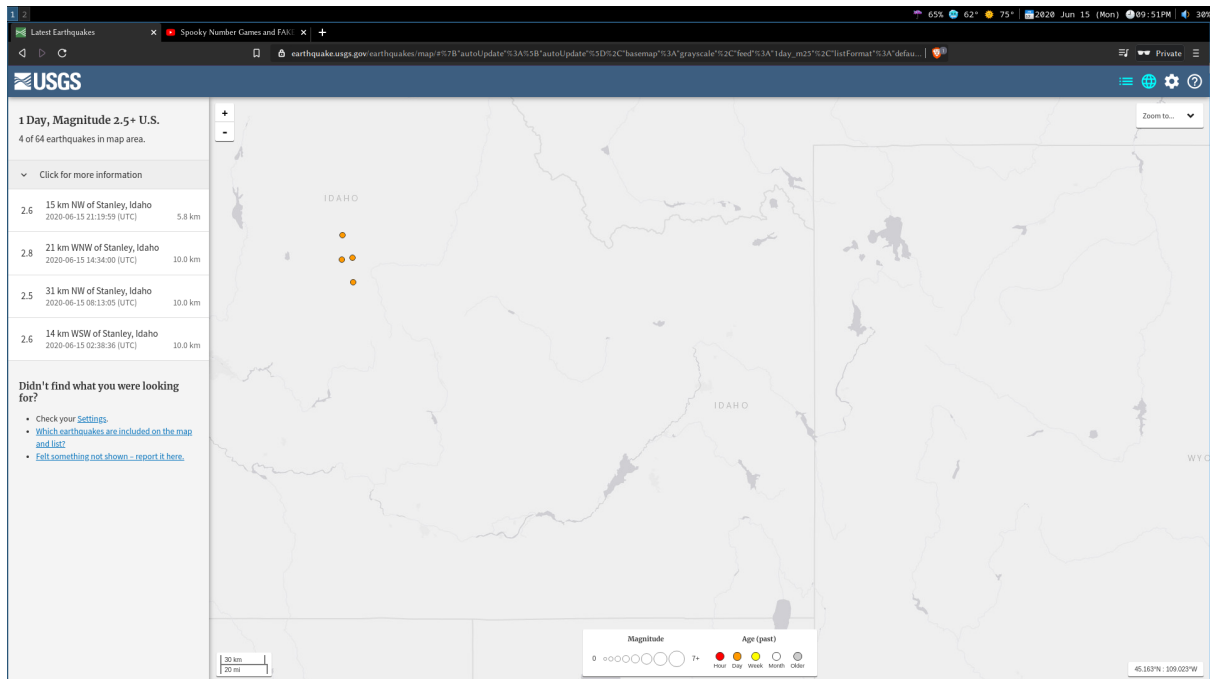 1 2
65% 62° 75° 2020 Jun 15 (Mon) 09:51PM 30%
Latest Earthquakes x Spooky Number Games and FAKE x +
earthquake.usgs.gov/earthquakes/map/#%7B"autoUpdate"%3A%5B"autoUpdate"%5D%2C"basemap"%3A"grayscale"%2C"feed"%3A"1day_m25"%2C"listFormat"%3A"defau... Private
USGS
1 Day, Magnitude 2.5+ U.S.
4 of 64 earthquakes in map area.
Click for more information
2.6 15 km NW of Stanley, Idaho
2020-06-15 21:19:59 (UTC) 5.8 km
2.8 21 km WNW of Stanley, Idaho
2020-06-15 14:34:00 (UTC) 10.0 km
2.5 31 km NW of Stanley, Idaho
2020-06-15 08:13:05 (UTC) 10.0 km
2.6 14 km WSW of Stanley, Idaho
2020-06-15 02:38:36 (UTC) 10.0 km
Didn't find what you were looking
for?
• Check your Settings.
• Which earthquakes are included on the map
and list?
• Felt something not shown – report it here.
+
-
Zoom to...
IDAHO
IDAHO
WYO
30 km
20 mi
Magnitude
0 7+
Age (past)
Hour Day Week Month Older
45.163°N : 109.023°W